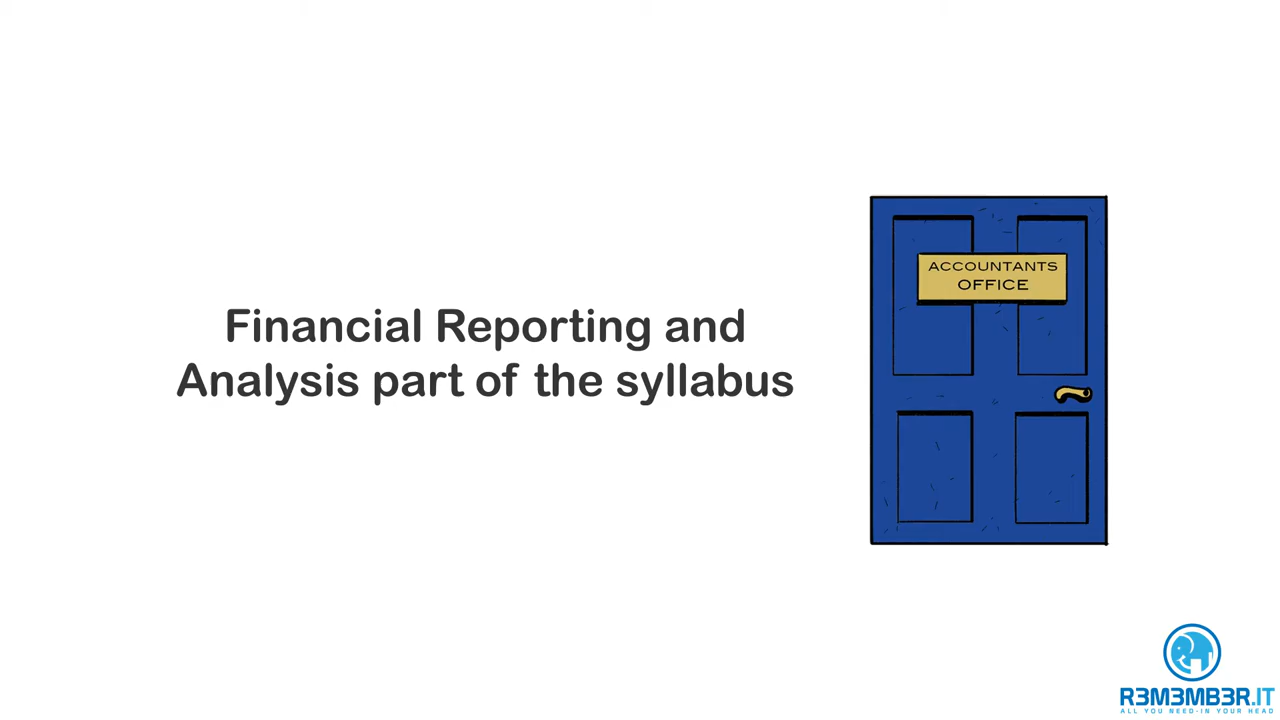 Financial Reporting and
Analysis part of the syllabus
ACCOUNTANTS
OFFICE
R3M3MB3R.IT
ALL YOU NEED-IN YOUR HEAD